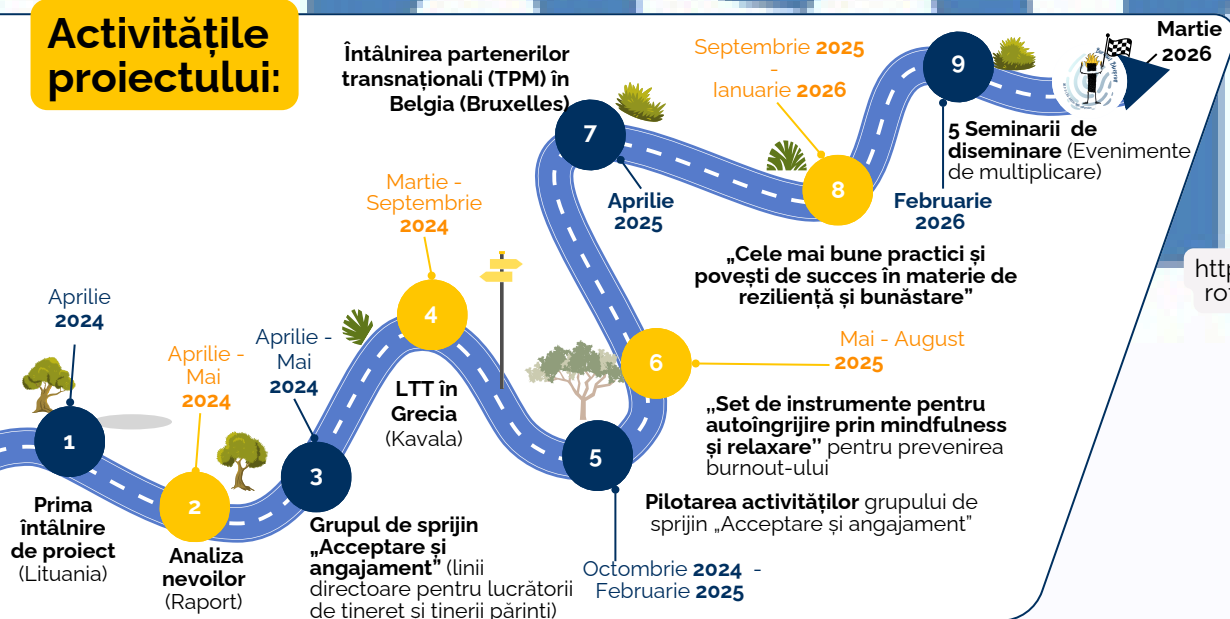 Activitățile
proiectului:
1
Aprilie
2024
Prima
întâlnire
de proiect
(Lituania)
2
Aprilie -
Mai
2024
Analiza
nevoilor
(Raport)
3
Aprilie -
Mai
2024
Grupul de sprijin
„Acceptare și
angajament” (linii
directoare pentru lucrătorii
de tineret și tinerii părinți)
4
Martie -
Septembrie
2024
LTT în
Grecia
(Kavala)
5
Pilotarea activităților grupului de
sprijin „Acceptare și angajament”
Octombrie 2024 -
Februarie 2025
6
Mai - August
2025
,,Set de instrumente pentru
autoîngrijire prin mindfulness
și relaxare’’ pentru prevenirea
burnout-ului
7
Întâlnirea partenerilor
transnaționali (TPM) în
Belgia (Bruxelles)
Aprilie
2025
8
Septembrie 2025
-
Ianuarie 2026
„Cele mai bune practici și
povești de succes în materie de
reziliență și bunăstare”
9
5 Seminarii de
diseminare (Evenimente
de multiplicare)
Februarie
2026
Martie
2026